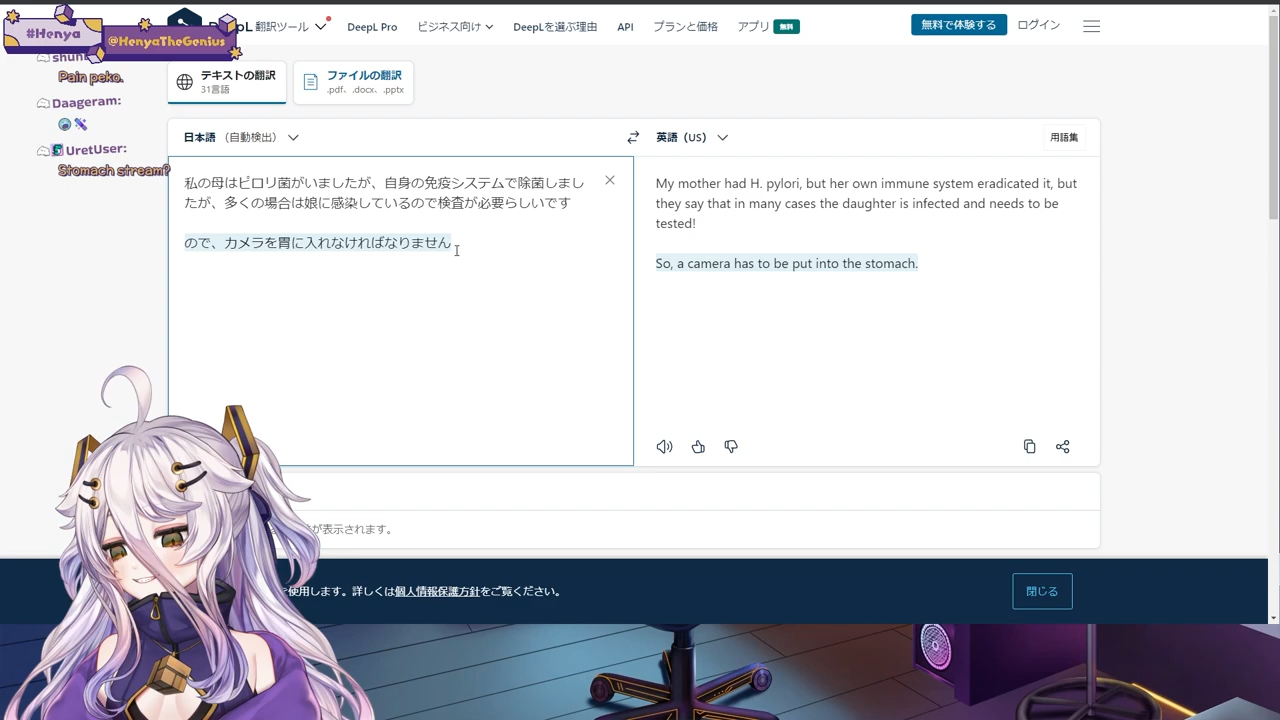 #Henya
@HenyaTheGenius
翻訳ツール
DeepL Pro
ビジネス向け
DeepLを選ぶ理由
API
プランと価格
アプリ
無料
無料で体験する
ログイン
Pain peko.
Daageram:
UretUser:
Stomach stream?
テキストの翻訳
31言語
ファイルの翻訳
.pdf、.docx、.pptx
日本語 (自動検出)
英語 (US)
用語集
私の母はピロリ菌がいましたが、自身の免疫システムで除菌しまし
たが、多くの場合は娘に感染しているので検査が必要らしいです
ので、カメラを胃に入れなければなりません
My mother had H. pylori, but her own immune system eradicated it, but
they say that in many cases the daughter is infected and needs to be
tested!
So, a camera has to be put into the stomach.
が表示されます。
を使用します。詳しくは個人情報保護方針をご覧ください。
閉じる